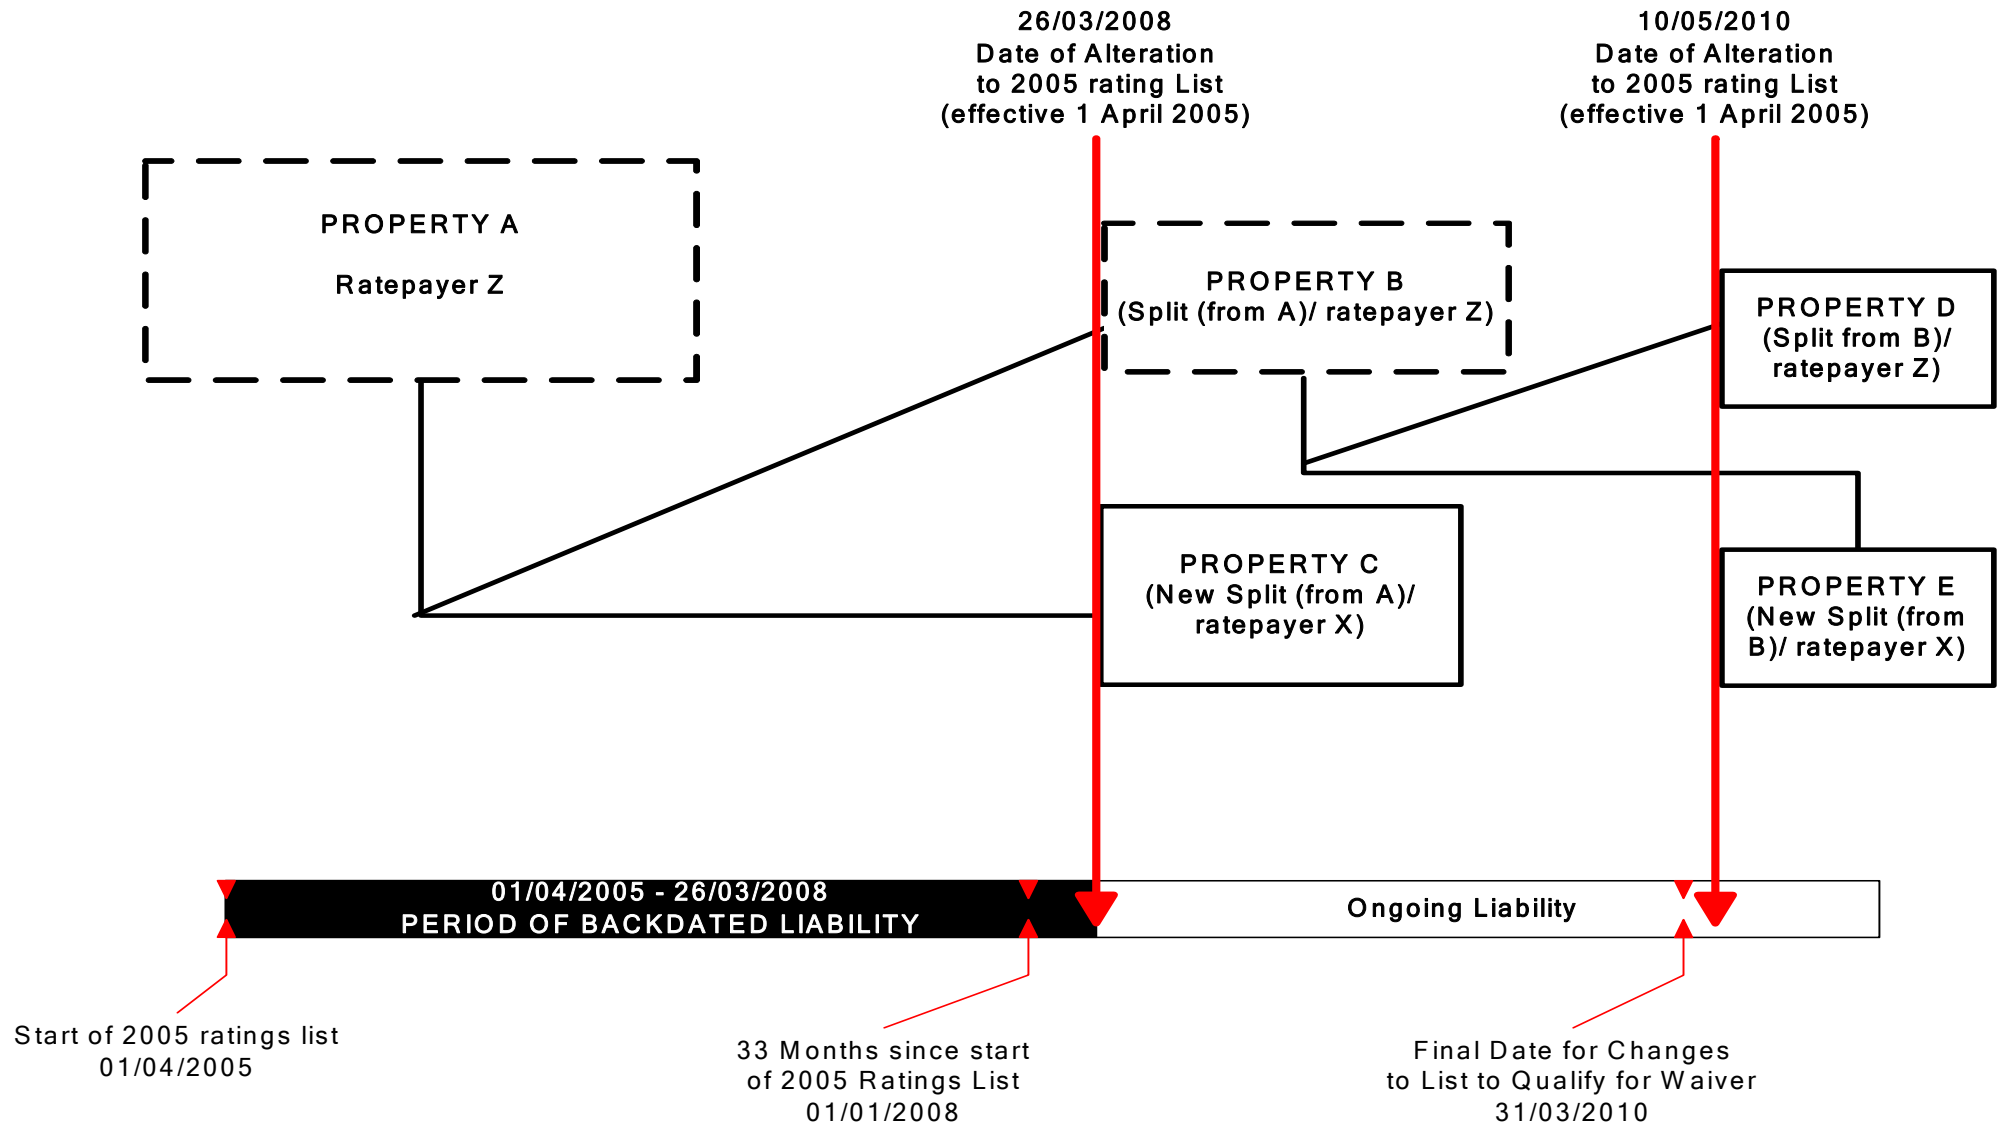 26/03/2008
Date of Alteration
to 2005 rating List
(effective 1 April 2005)
10/05/2010
Date of Alteration
to 2005 rating List
(effective 1 April 2005)
PROPERTY A
Ratepayer Z
PROPERTY B
(Split (from A)/ ratepayer Z)
PROPERTY D
(Split from B)/
ratepayer Z)
PROPERTY C
(New Split (from A)/
ratepayer X)
PROPERTY E
(New Split (from
B)/ ratepayer X)
01/04/2005 - 26/03/2008
PERIOD OF BACKDATED LIABILITY
Ongoing Liability
Start of 2005 ratings list
01/04/2005
33 Months since start
of 2005 Ratings List
01/01/2008
Final Date for Changes
to List to Qualify for Waiver
31/03/2010